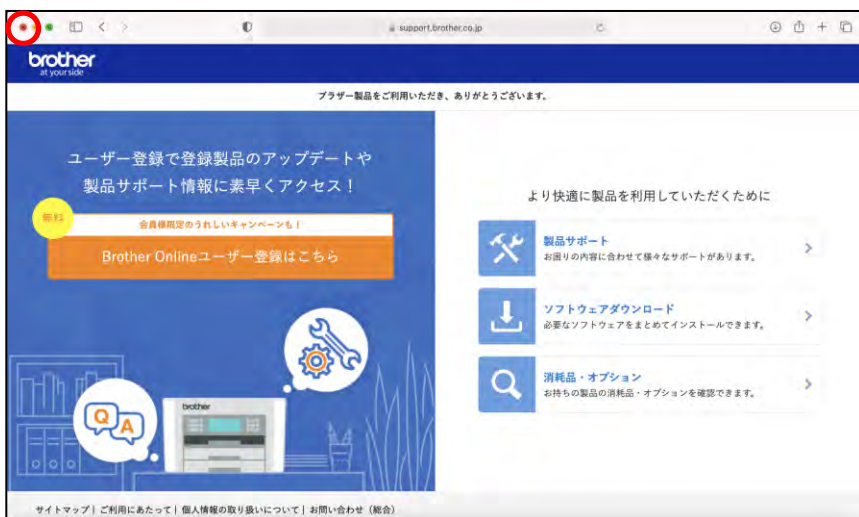 support.brother.co.jp
brother
at your side
ブラザー製品をご利用いただき、ありがとうございます。
ユーザー登録で登録製品のアップデートや
製品サポート情報に素早くアクセス！
無料
会員様限定のうれしいキャンペーンも！
Brother Onlineユーザー登録はこちら
Q
A
brother
より快適に製品を利用していただくために
製品サポート
お困りの内容に合わせて様々なサポートがあります。
ソフトウェアダウンロード
必要なソフトウェアをまとめてインストールできます。
消耗品・オプション
お持ちの製品の消耗品・オプションを確認できます。
サイトマップ| ご利用にあたって| 個人情報の取り扱いについて| お問い合わせ（総合）